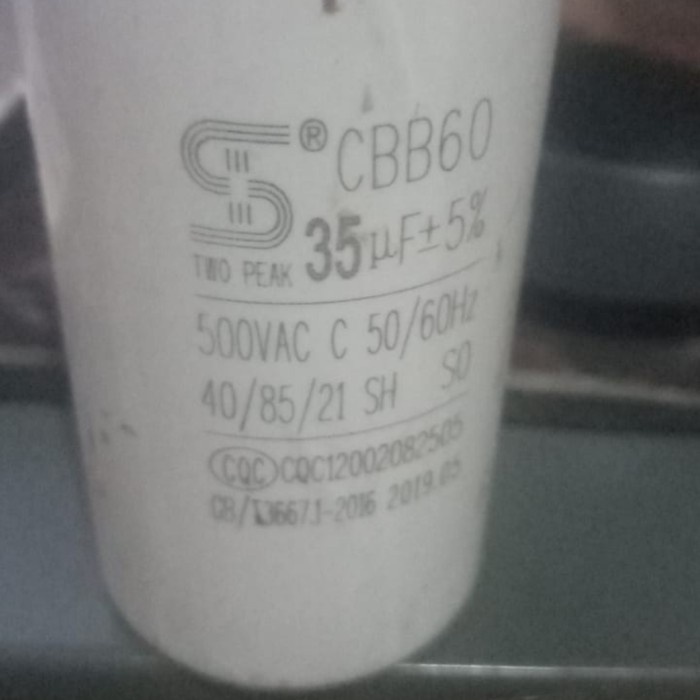 ® CBB60
TWO PEAK 35µF±5%
500VAC C 50/60Hz
40/85/21 SH S0
CQC CQC12002082505
GB/T3667.1-2016 2019.05